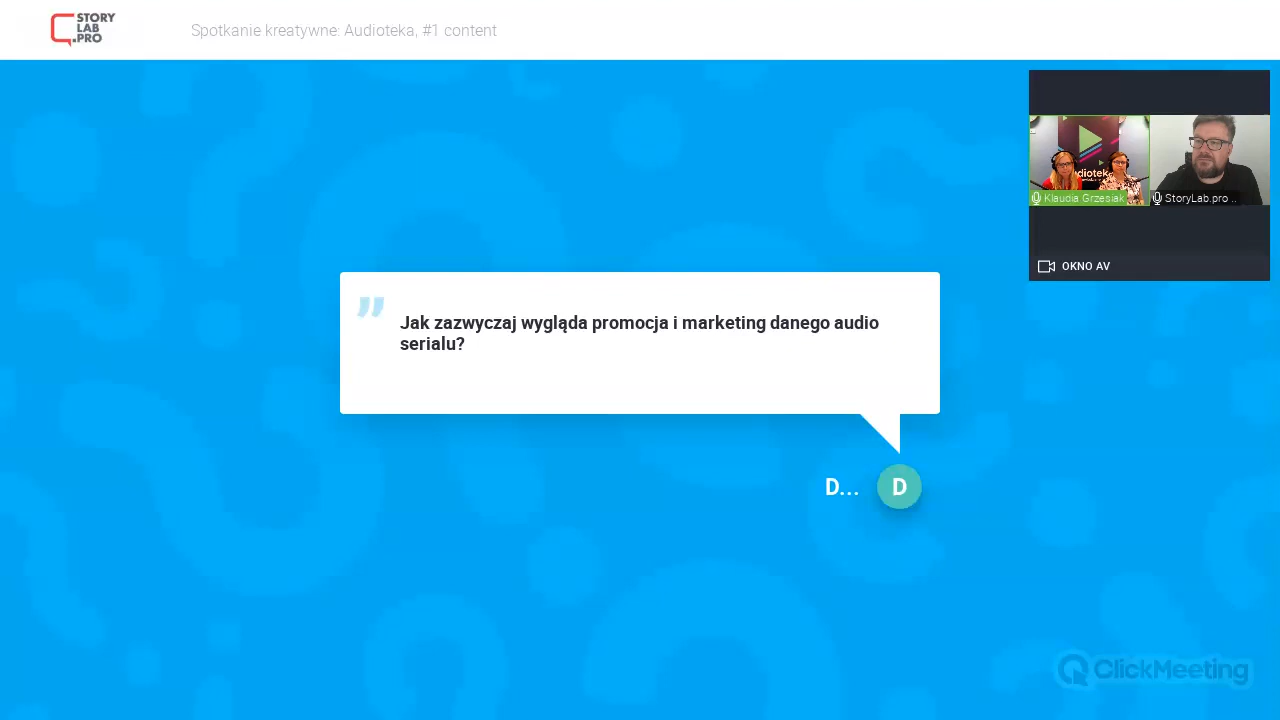 STORY
LAB
.PRO
Spotkanie kreatywne: Audioteka, #1 content
Klaudia Grzesiak
StoryLab.pro ..
OKNO AV
Jak zazwyczaj wygląda promocja i marketing danego audio
serialu?
D... D
ClickMeeting